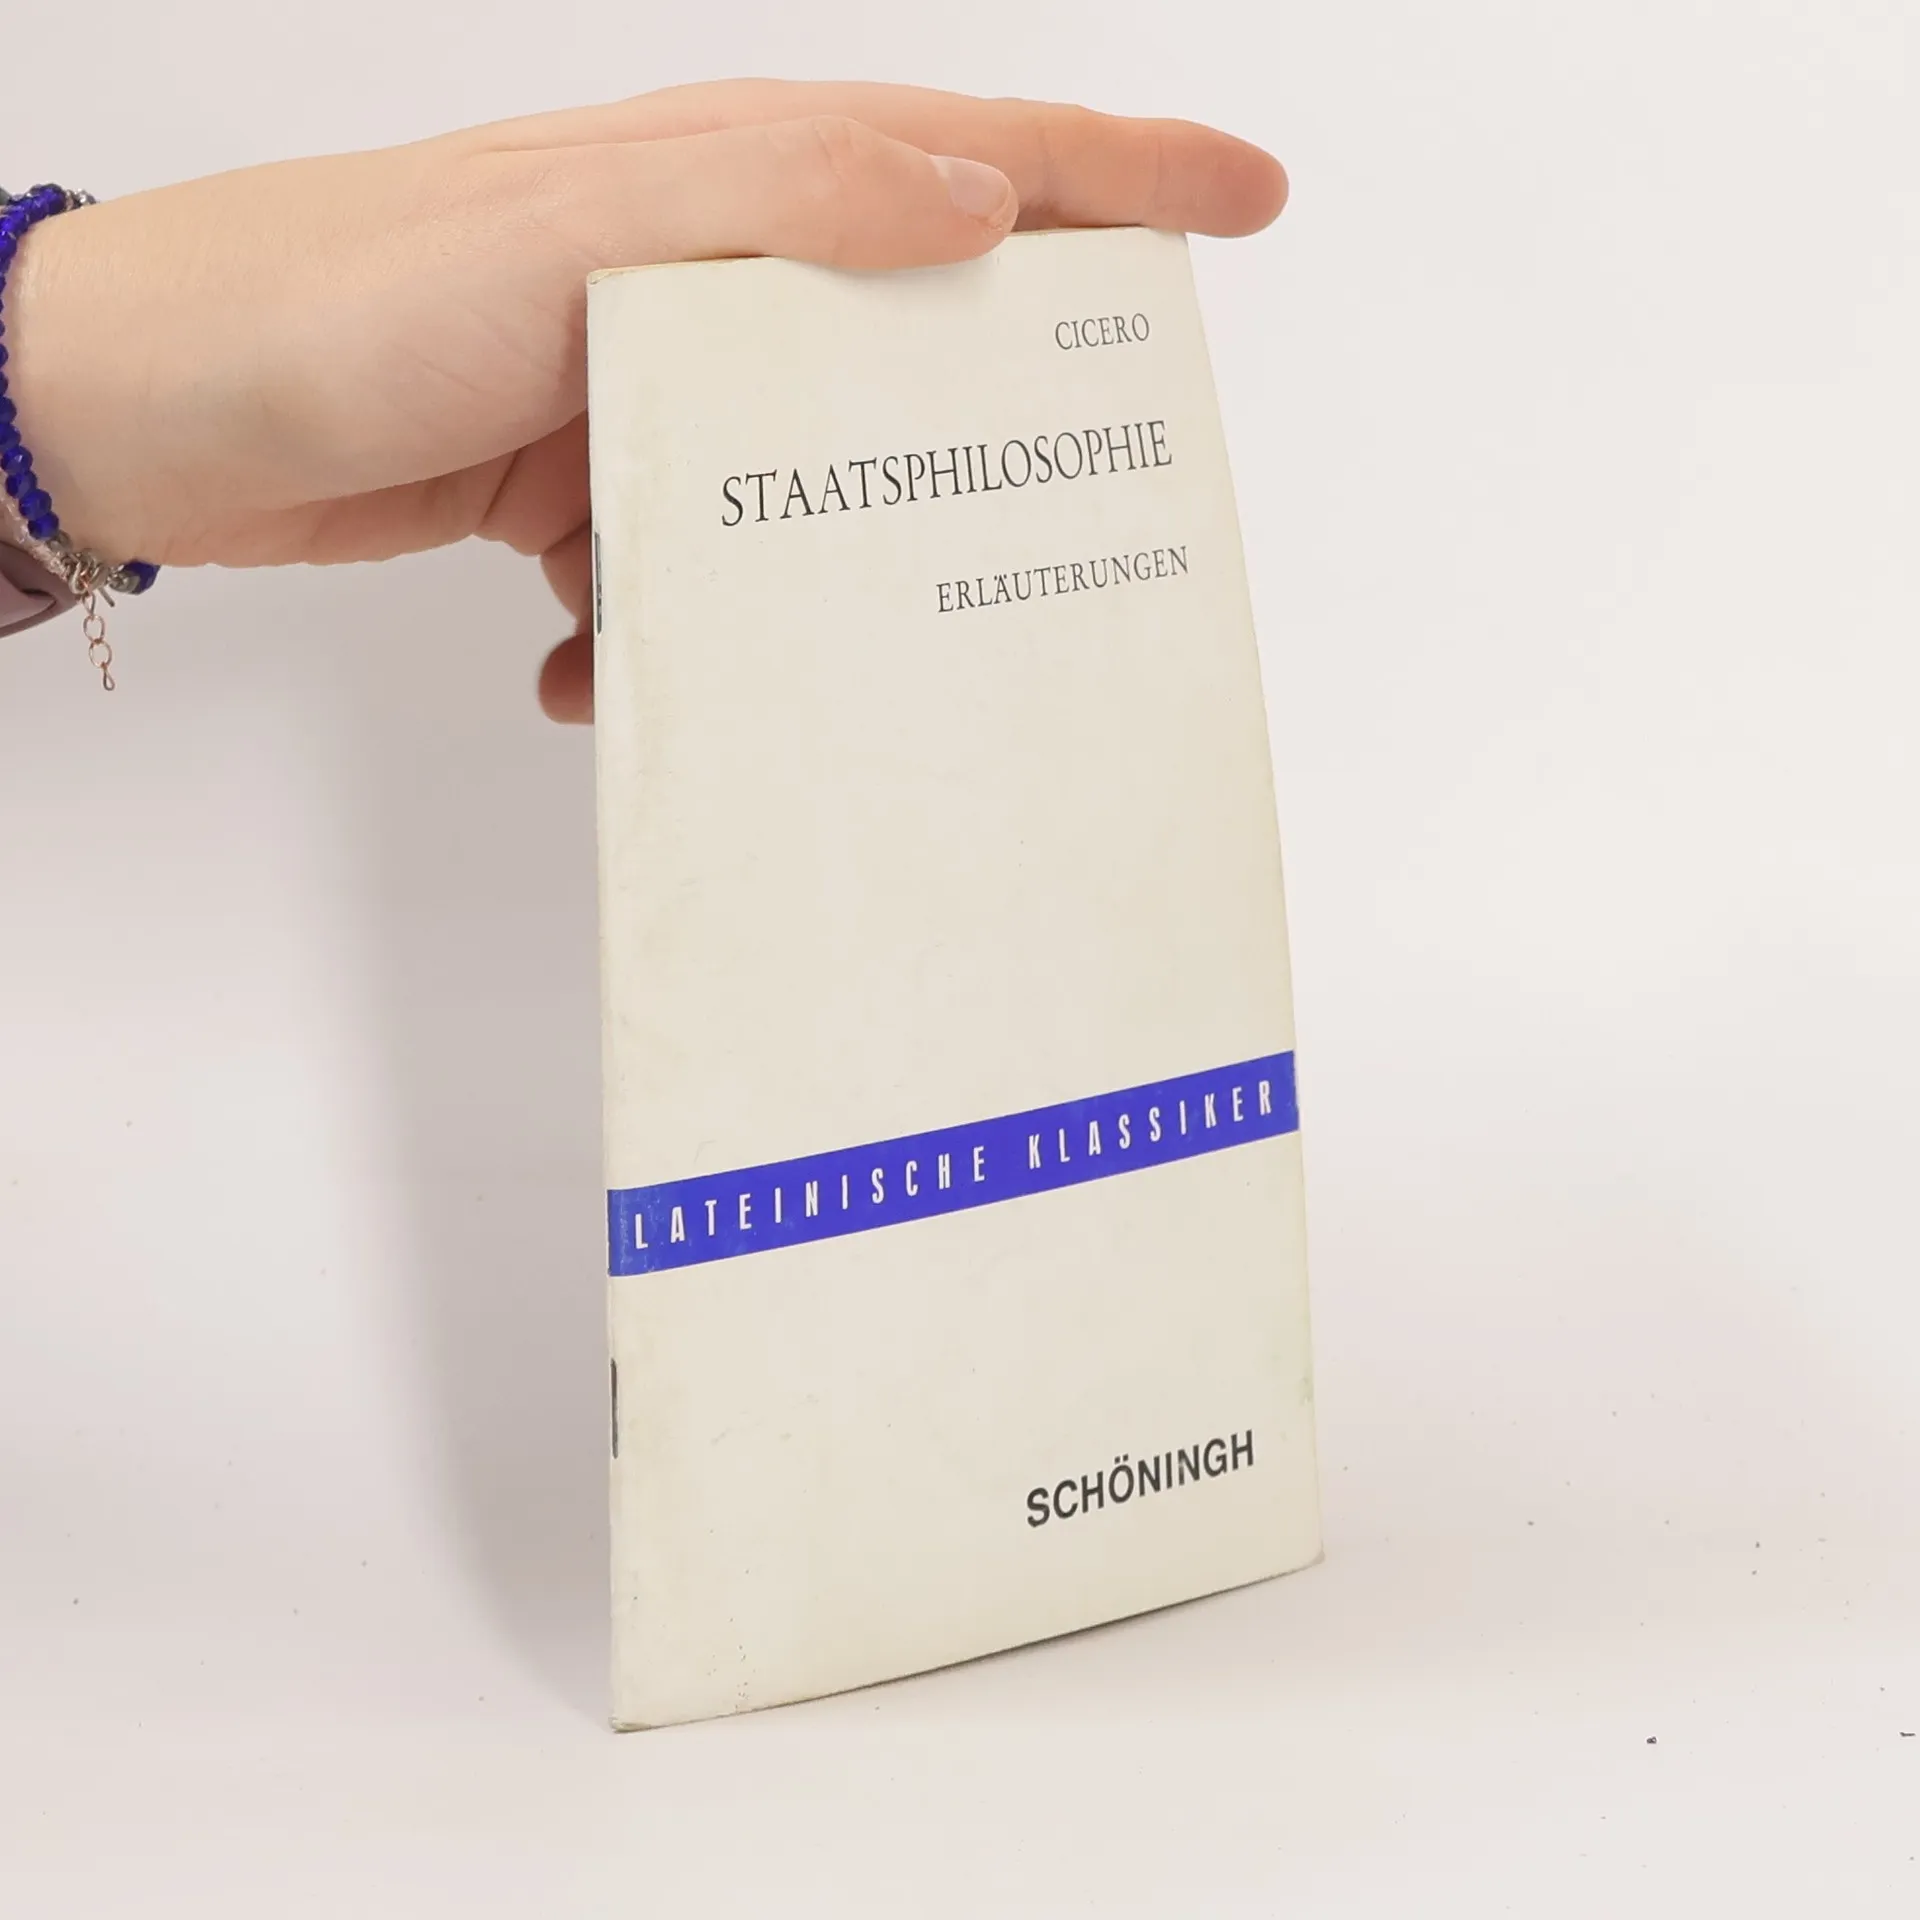 CICERO
STAATSPHILOSOPHIE
ERLÄUTERUNGEN
LATEINISCHE KLASSIKER
SCHÖNINGH